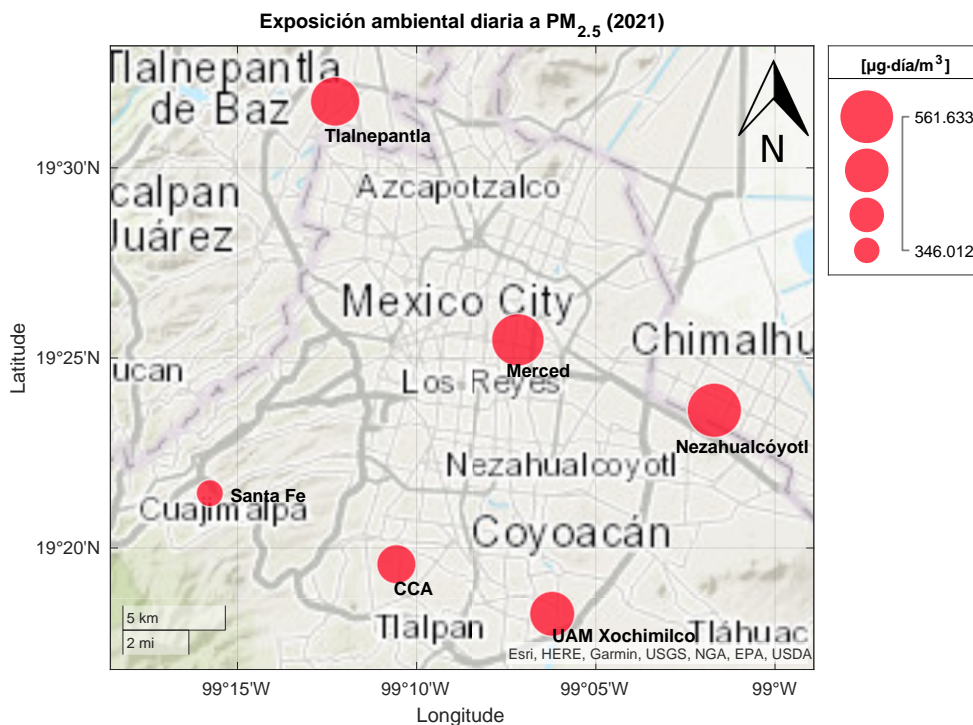 Exposición ambiental diaria a PM2.5 (2021)
[µg·día/m3]
561.633
346.012
Tlalnepantla
de Baz
Tlalnepantla
N
19°30'N
Azcapotzalco
calpan
Juárez
Mexico City
Chimalhu
19°25'N
Merced
ucan
Los Reyes
Nezahualcóyotl
Nezahualcoyotl
Santa Fe
Cuajimalpa
Coyoacán
19°20'N
CCA
5 km
2 mi
Tlalpan
UAM Xochimilco
Tláhuac
Esri, HERE, Garmin, USGS, NGA, EPA, USDA
99°15'W
99°10'W
99°05'W
99°W
Longitude
Latitude